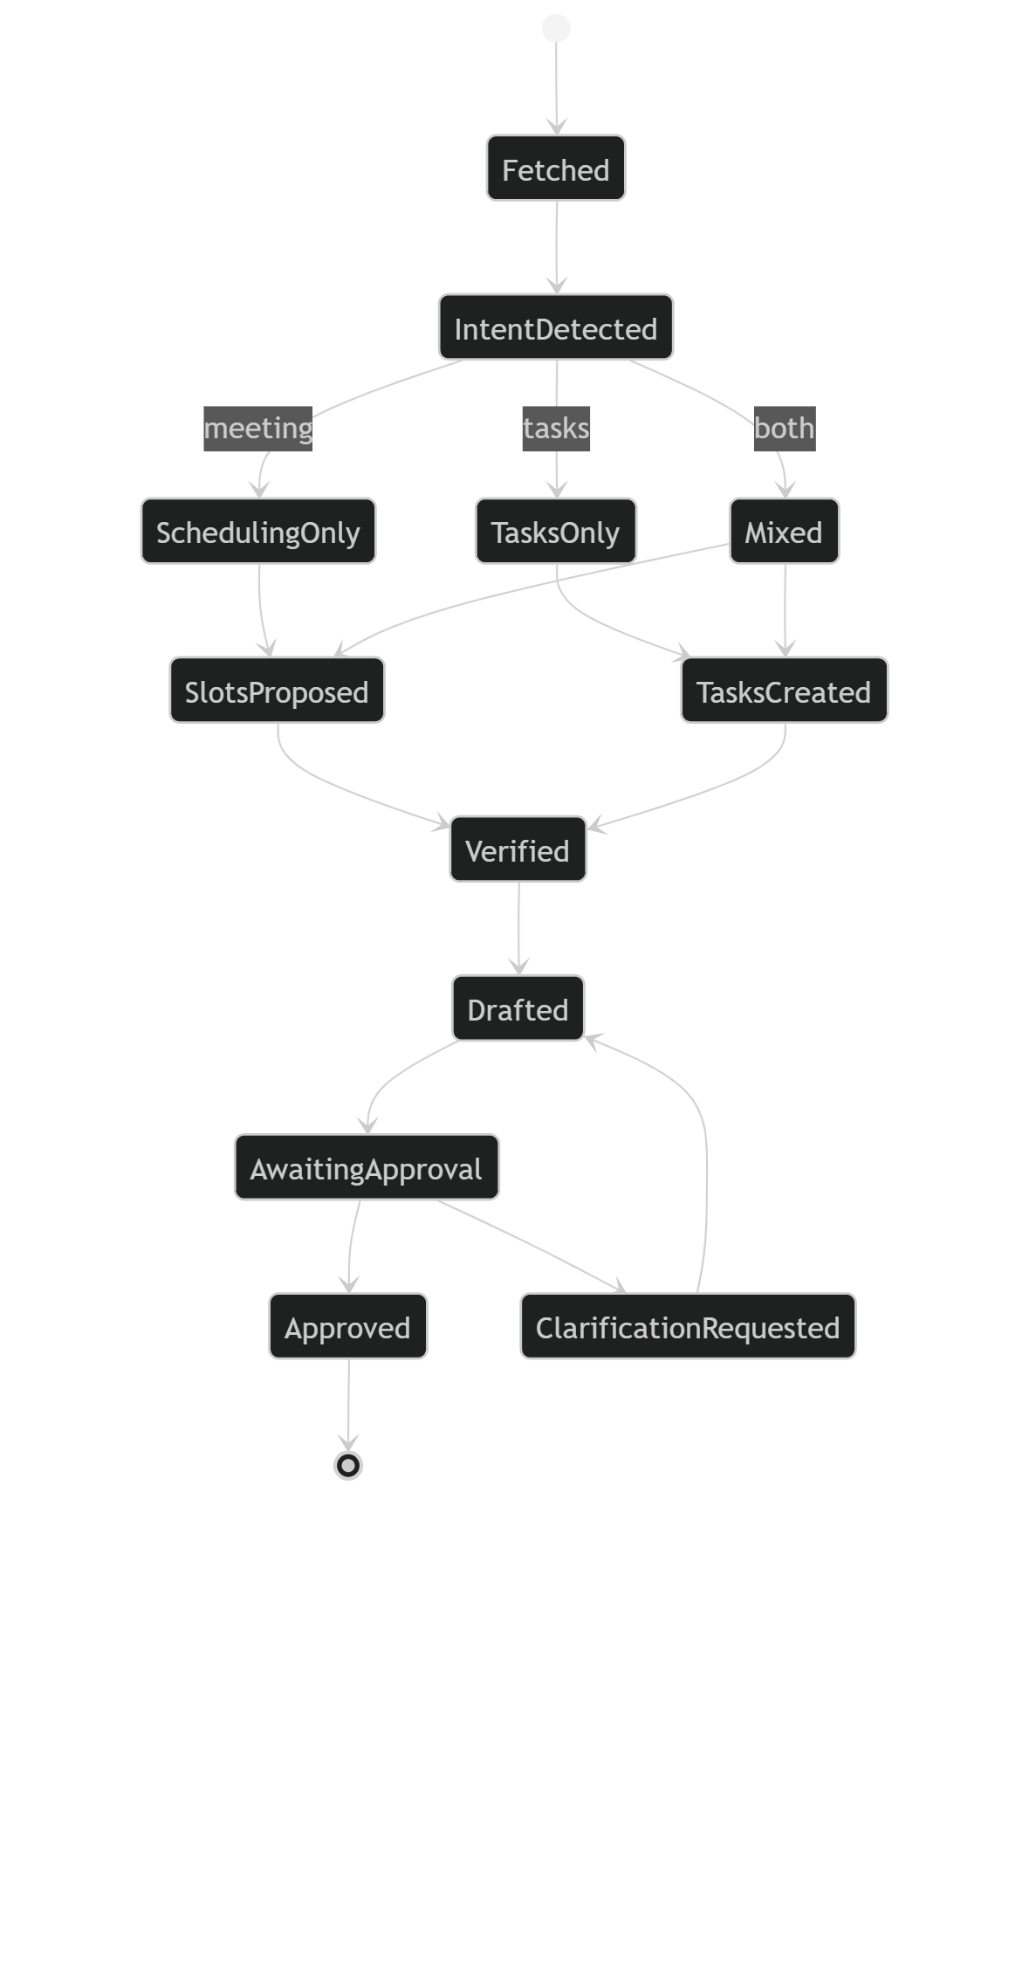 Fetched
IntentDetected
meeting
tasks
both
SchedulingOnly
TasksOnly
Mixed
SlotsProposed
TasksCreated
Verified
Drafted
AwaitingApproval
Approved
ClarificationRequested